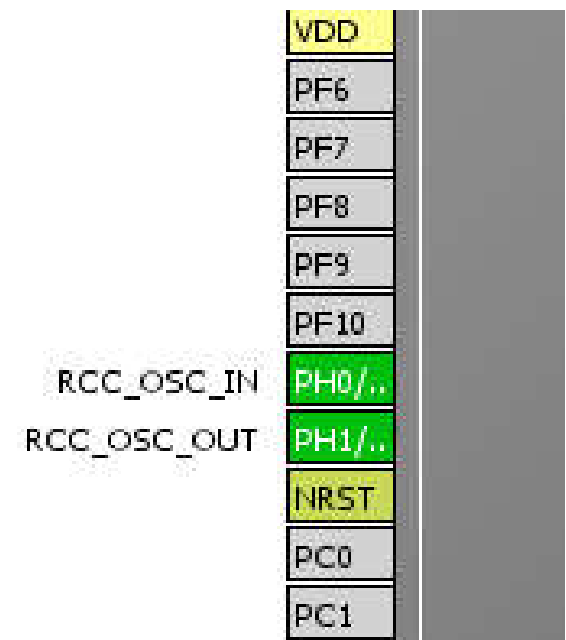 VDD
PF6
PF7
PF8
PF9
PF10
RCC_OSC_IN PH0/..
RCC_OSC_OUT PH1/..
NRST
PC0
PC1